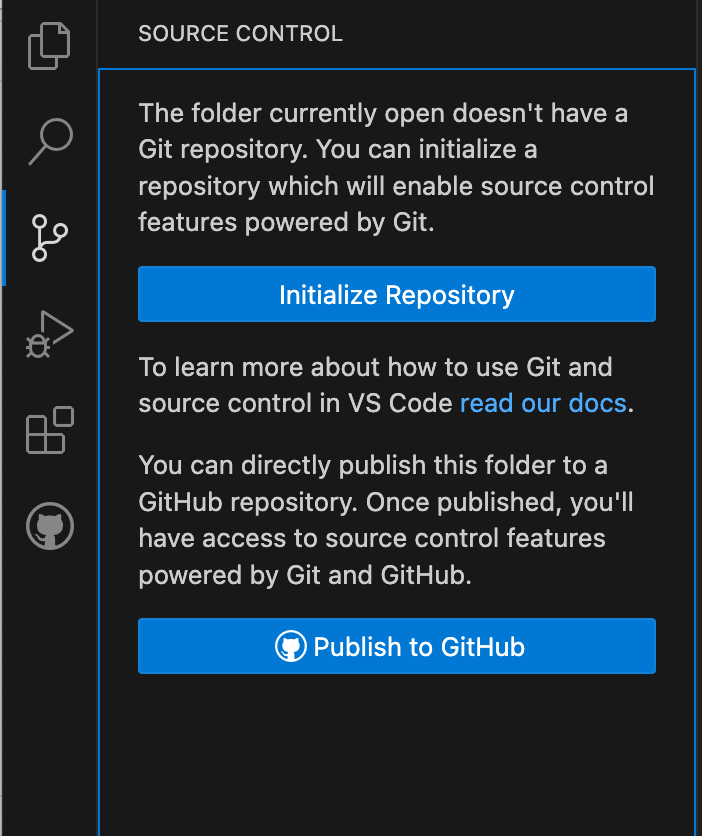 SOURCE CONTROL
The folder currently open doesn't have a
Git repository. You can initialize a
repository which will enable source control
features powered by Git.
Initialize Repository
To learn more about how to use Git and
source control in VS Code read our docs.
You can directly publish this folder to a
GitHub repository. Once published, you'll
have access to source control features
powered by Git and GitHub.
Publish to GitHub